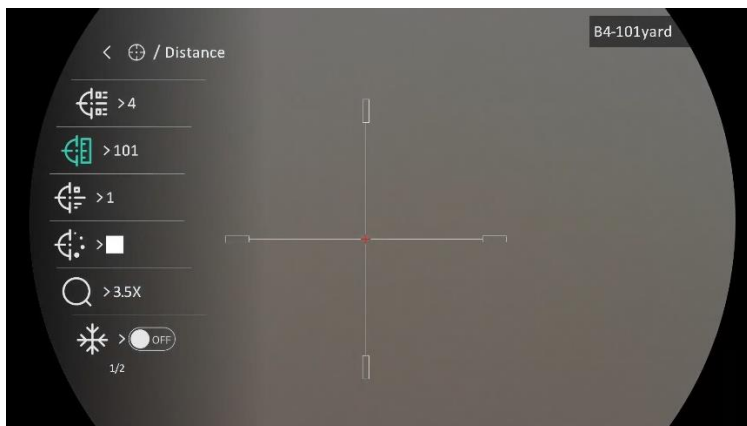 B4-101yard
< / Distance
>4
>101
>1
>
>3.5X
> OFF
1/2